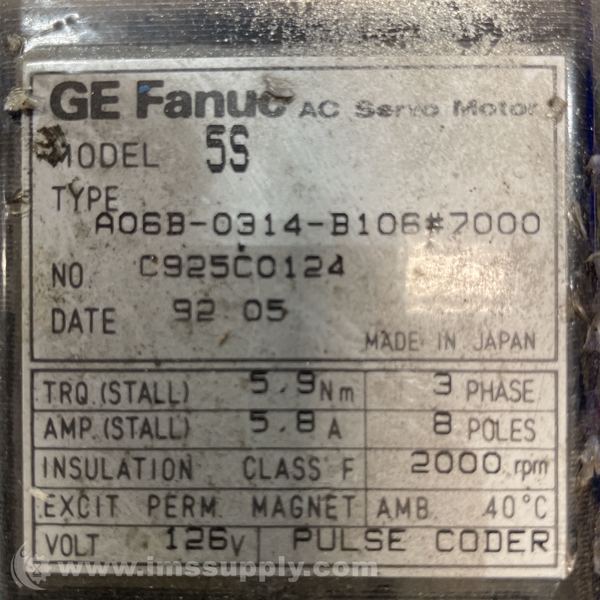 GE Fanuc AC Servo Motor
MODEL 5S
TYPE
A06B-0314-B106#7000
NO. C925C0124
DATE 92.05
MADE IN JAPAN
TRQ.(STALL) 5.9Nm 3 PHASE
AMP.(STALL) 5.8A 8 POLES
INSULATION CLASS F 2000 rpm
EXCIT PERM. MAGNET AMB. 40°C
VOLT 126V PULSE CODER
www.imssupply.com